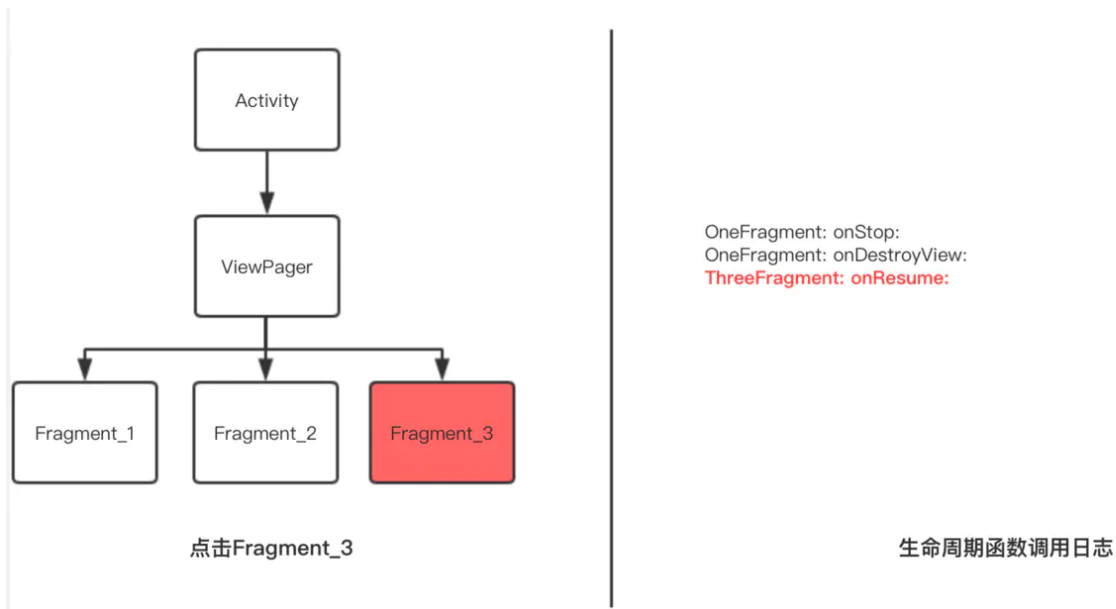 Activity
ViewPager
Fragment_1
Fragment_2
Fragment_3
点击Fragment_3
OneFragment: onStop:
OneFragment: onDestroyView:
ThreeFragment: onResume:
生命周期函数调用日志